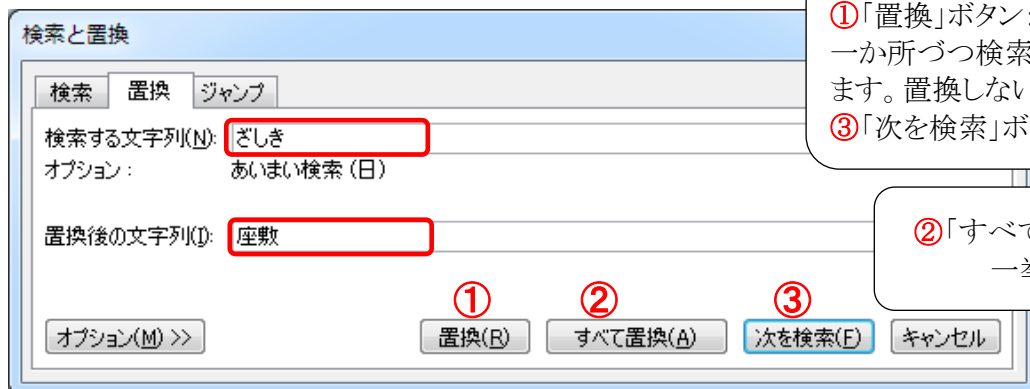 検索と置換
検索 置換 ジャンプ
検索する文字列(N): ざしき
オプション: あいまい検索(日)
置換後の文字列(I): 座敷
① ② ③
オプション(M) >> 置換(R) すべて置換(A) 次を検索(F) キャンセル
①「置換」ボタン
一か所づつ検索
ます。置換しない
③「次を検索」ボ
②「すべて
一挙